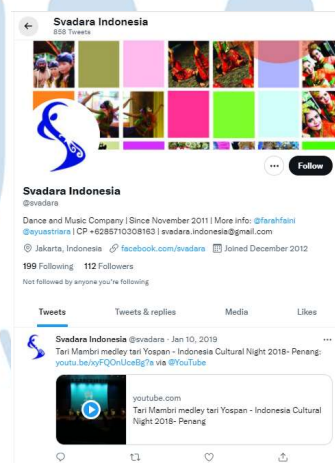 Svadara Indonesia
858 Tweets
Follow
Svadara Indonesia
@svadara
Dance and Music Company | Since November 2011 | More info: @farahfaini
@ayuastriara | CP +6285710308163 | svadara.indonesia@gmail.com
Jakarta, Indonesia facebook.com/svadara Joined December 2012
199 Following 112 Followers
Not followed by anyone you're following
Tweets Tweets & replies Media Likes
Svadara Indonesia @svadara · Jan 10, 2019
Tari Mambri medley tari Yospan - Indonesia Cultural Night 2018- Penang:
youtu.be/xyFQOnUceBg?a via @YouTube
youtube.com
Tari Mambri medley tari Yospan - Indonesia Cultural
Night 2018- Penang